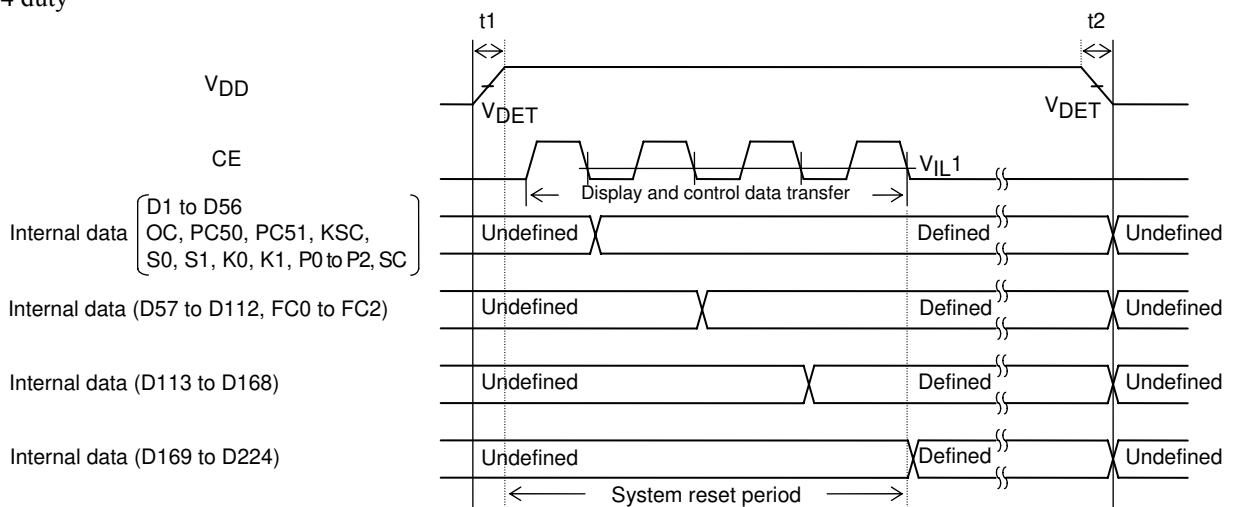 4 duty
t1 t2
VDD
VDET VDET
CE
VIL1
Display and control data transfer
Internal data
D1 to D56
OC, PC50, PC51, KSC,
S0, S1, K0, K1, P0 to P2, SC
Undefined Defined Undefined
Internal data (D57 to D112, FC0 to FC2) Undefined Defined Undefined
Internal data (D113 to D168) Undefined Defined Undefined
Internal data (D169 to D224) Undefined Defined Undefined
System reset period